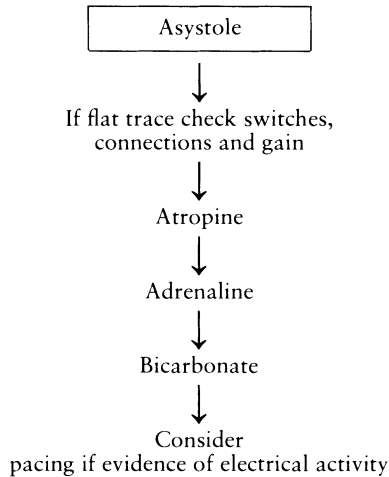 Asystole
If flat trace check switches,
connections and gain
Atropine
Adrenaline
Bicarbonate
Consider
pacing if evidence of electrical activity